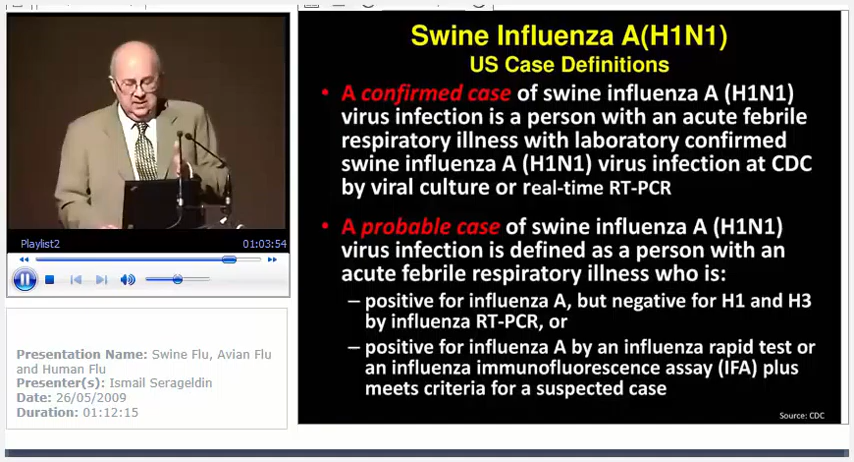 Playlist2 01:03:54
Presentation Name: Swine Flu, Avian Flu
and Human Flu
Presenter(s): Ismail Serageldin
Date: 26/05/2009
Duration: 01:12:15
Swine Influenza A(H1N1)
US Case Definitions
• A confirmed case of swine influenza A (H1N1)
virus infection is a person with an acute febrile
respiratory illness with laboratory confirmed
swine influenza A (H1N1) virus infection at CDC
by viral culture or real-time RT-PCR
• A probable case of swine influenza A (H1N1)
virus infection is defined as a person with an
acute febrile respiratory illness who is:
– positive for influenza A, but negative for H1 and H3
by influenza RT-PCR, or
– positive for influenza A by an influenza rapid test or
an influenza immunofluorescence assay (IFA) plus
meets criteria for a suspected case
Source: CDC